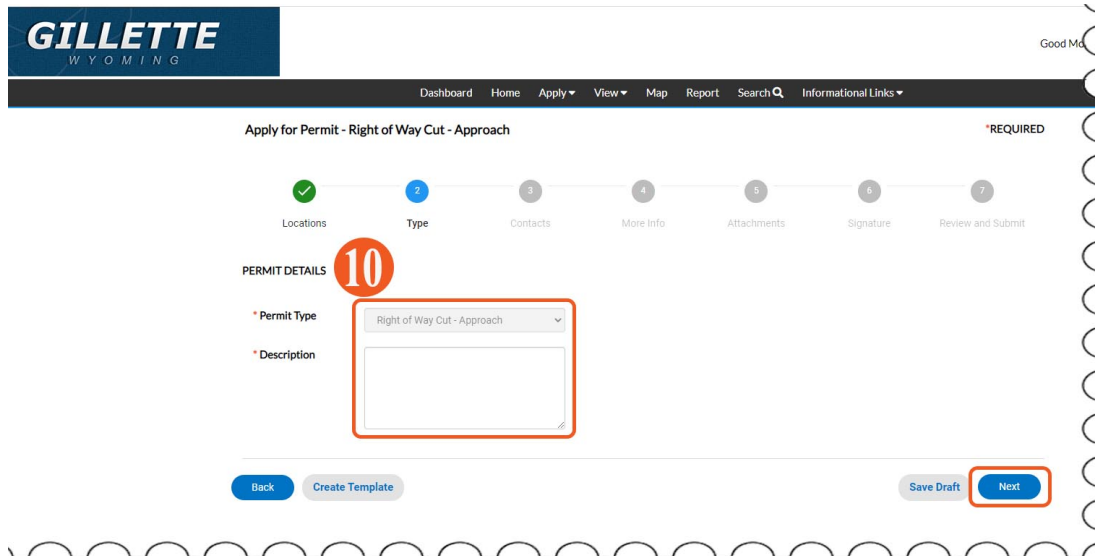 GILLETTE
WYOMING
Good Mo
Dashboard Home Apply View Map Report Search Informational Links
Apply for Permit - Right of Way Cut - Approach *REQUIRED
2 3 4 5 6 7
Locations Type Contacts More Info Attachments Signature Review and Submit
PERMIT DETAILS 10
* Permit Type Right of Way Cut - Approach
* Description
Back Create Template Save Draft Next